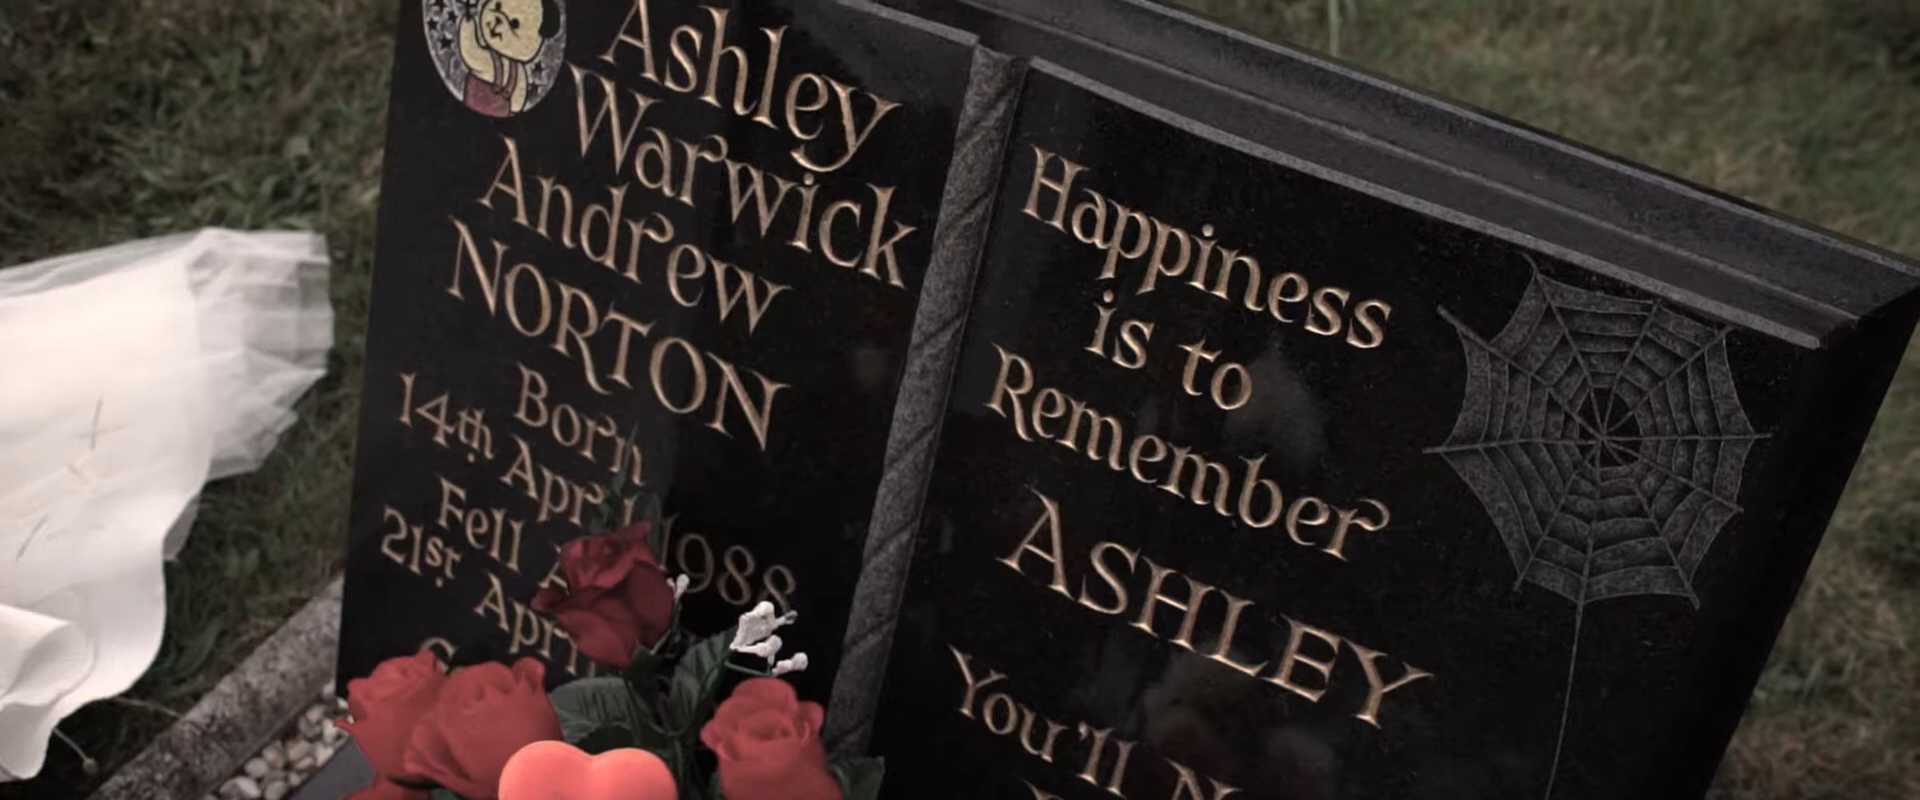 Ashley
Warwick
Andrew
NORTON
Born
14th April 1988
Fell
21st April
Happiness
is to
Remember
ASHLEY
You'll